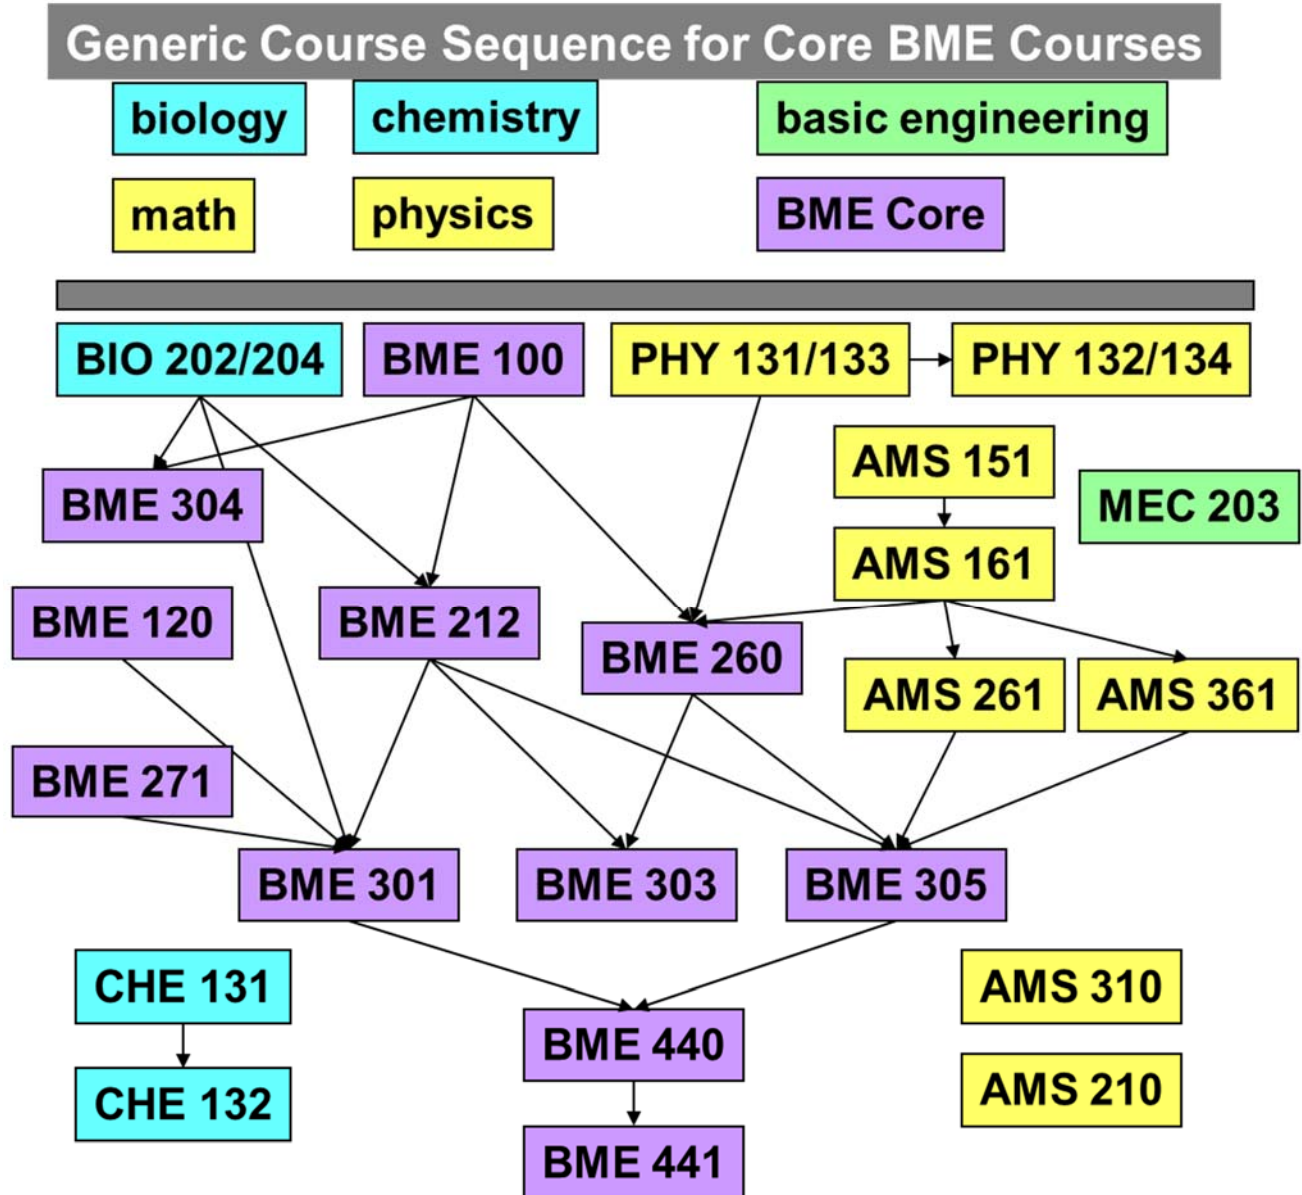 Generic Course Sequence for Core BME Courses
biology
chemistry
basic engineering
math
physics
BME Core
BIO 202/204
BME 100
PHY 131/133
PHY 132/134
AMS 151
BME 304
MEC 203
AMS 161
BME 120
BME 212
BME 260
AMS 261
AMS 361
BME 271
BME 301
BME 303
BME 305
CHE 131
AMS 310
BME 440
CHE 132
AMS 210
BME 441